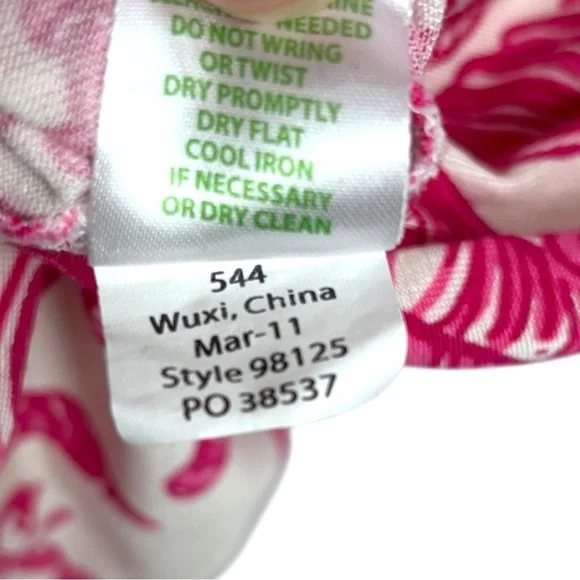 NEEDED
DO NOT WRING
OR TWIST
DRY PROMPTLY
DRY FLAT
COOL IRON
IF NECESSARY
OR DRY CLEAN
544
Wuxi, China
Mar-11
Style 98125
PO 38537